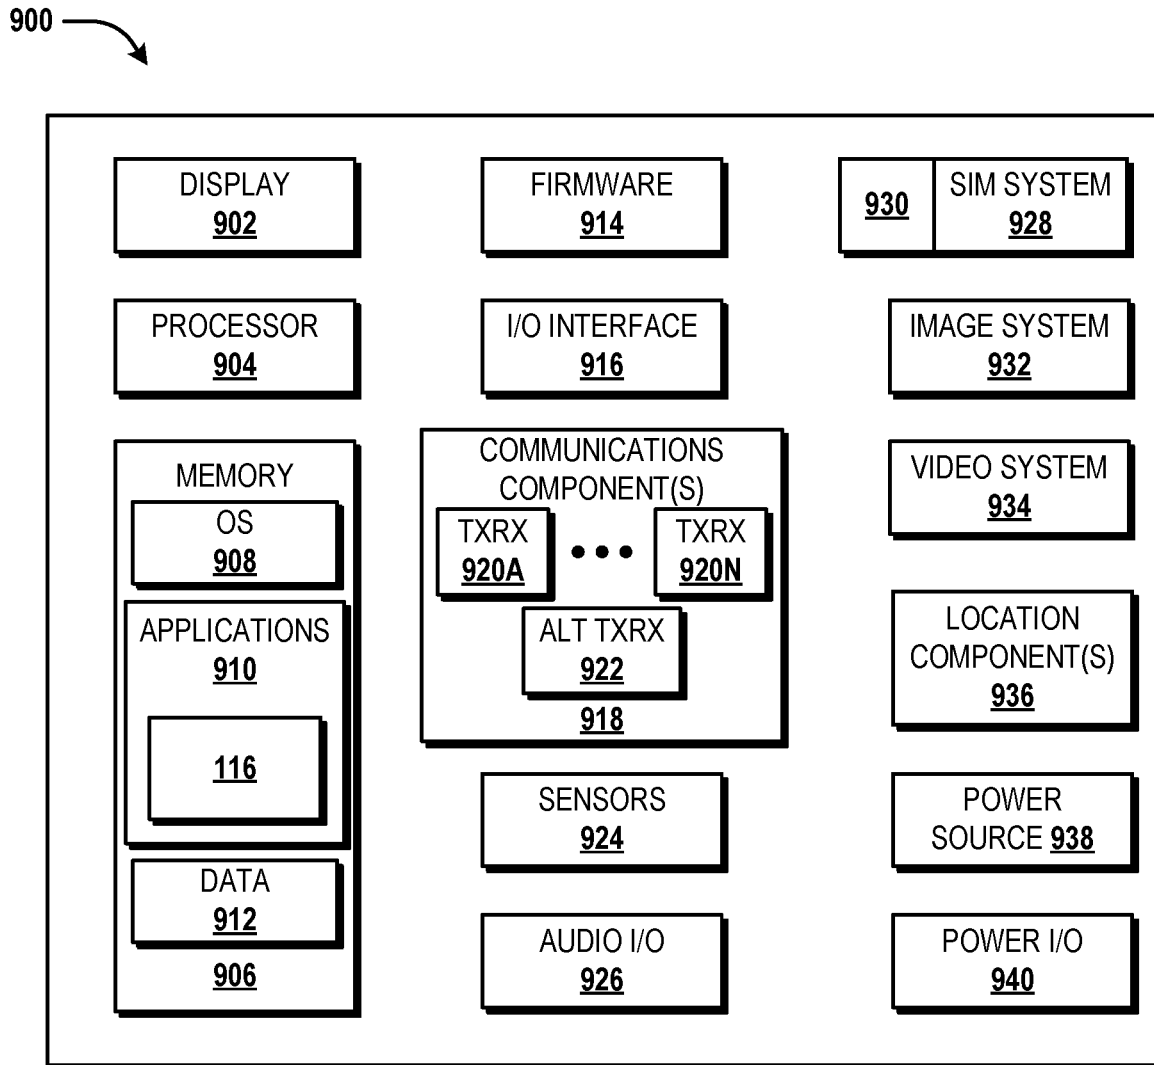 900
DISPLAY
902
PROCESSOR
904
MEMORY
OS
908
APPLICATIONS
910
116
DATA
912
906
FIRMWARE
914
I/O INTERFACE
916
COMMUNICATIONS
COMPONENT(S)
TXRX
920A
TXRX
920N
ALT TXRX
922
918
SENSORS
924
AUDIO I/O
926
930
SIM SYSTEM
928
IMAGE SYSTEM
932
VIDEO SYSTEM
934
LOCATION
COMPONENT(S)
936
POWER
SOURCE 938
POWER I/O
940